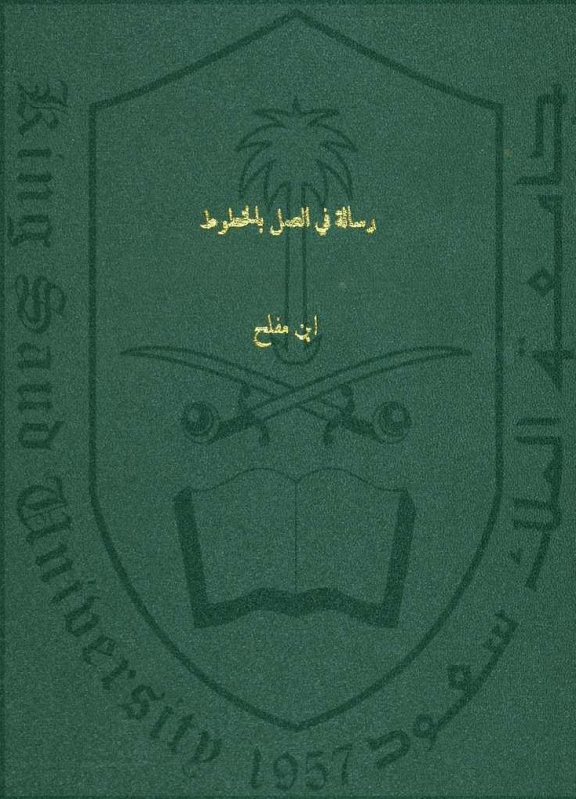 رسالة في العمل بالخطوط
ابن مفلح
King Saud University 1957
جامعة الملك سعود